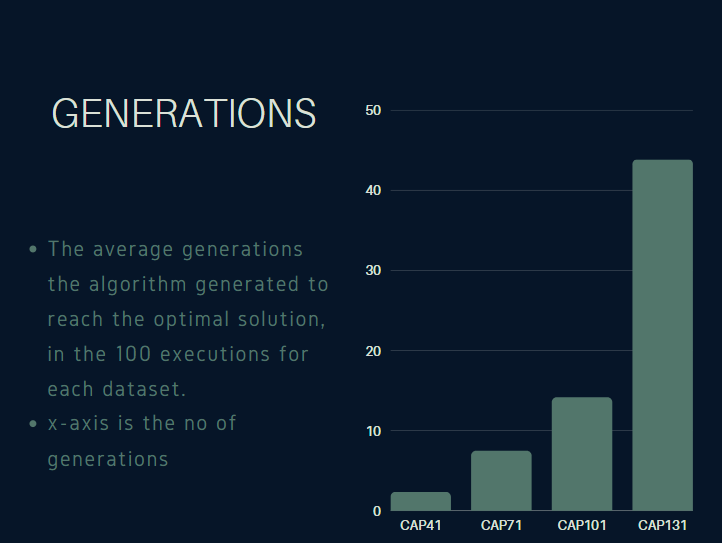 GENERATIONS
• The average generations
the algorithm generated to
reach the optimal solution,
in the 100 executions for
each dataset.
• x-axis is the no of
generations
50
40
30
20
10
0
CAP41 CAP71 CAP101 CAP131